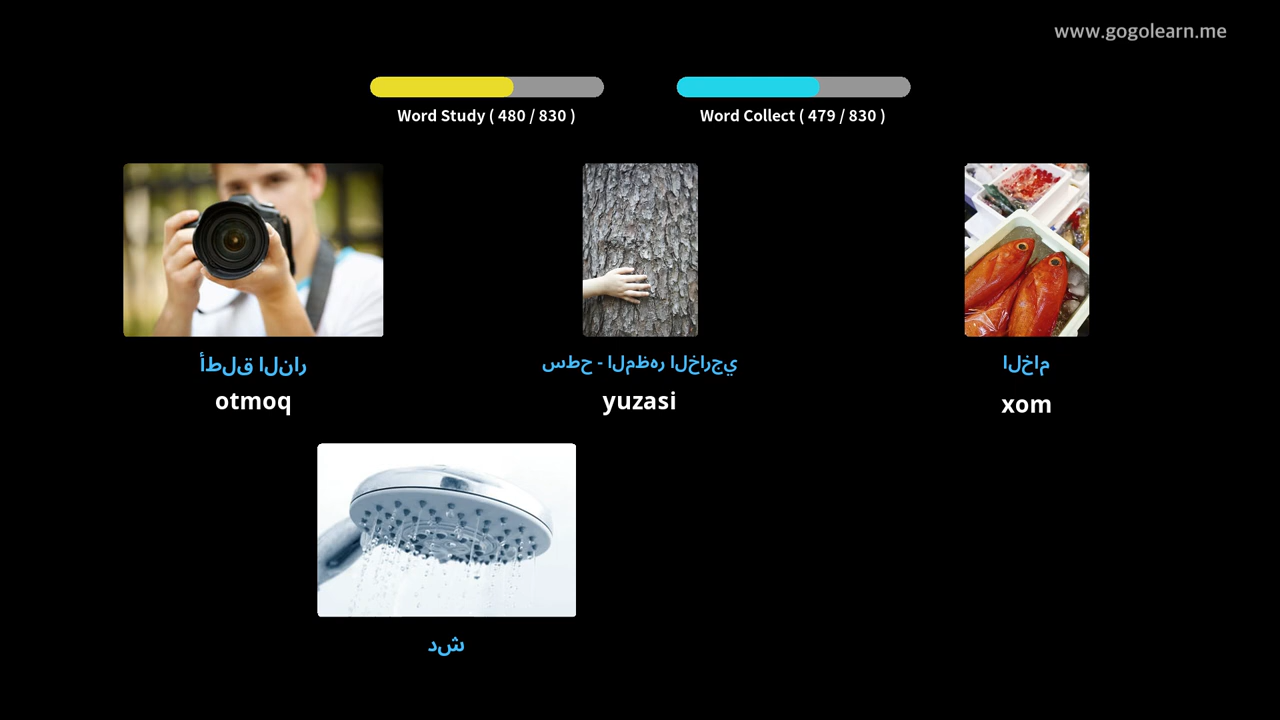 www.gogolearn.me
Word Study ( 480 / 830 )
Word Collect ( 479 / 830 )
أطلق النار
otmoq
سطح - المظهر الخارجي
yuzasi
الخام
xom
دش